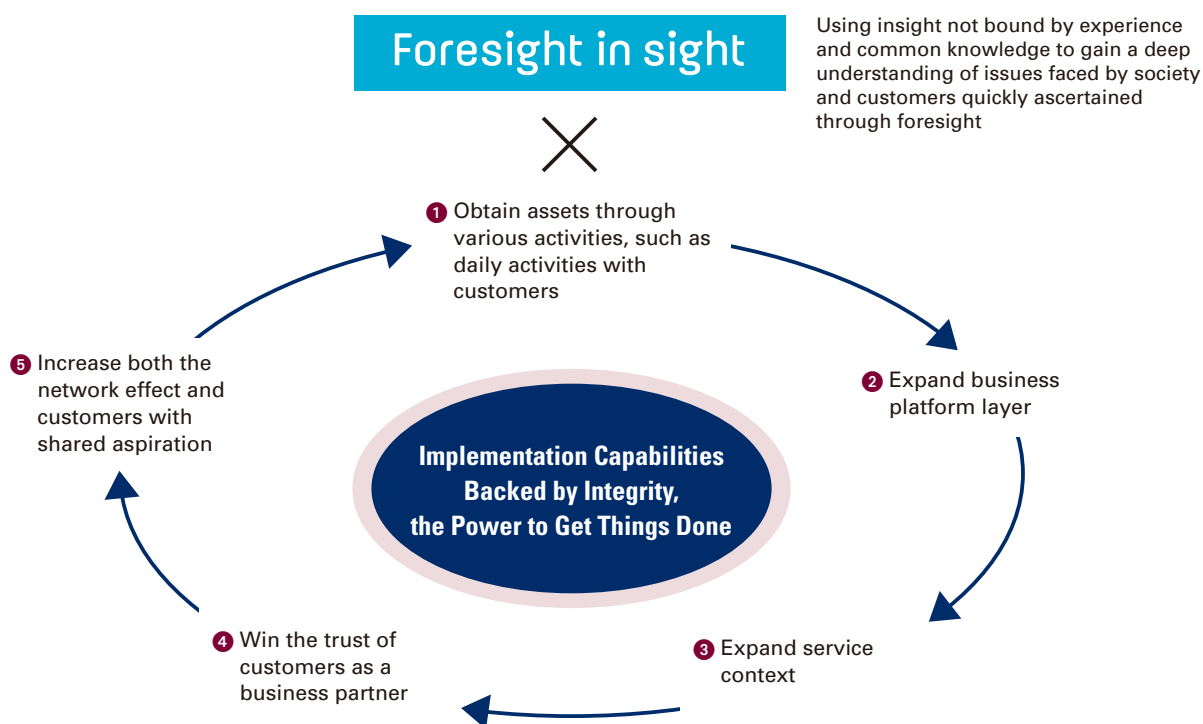 Foresight in sight
Using insight not bound by experience
and common knowledge to gain a deep
understanding of issues faced by society
and customers quickly ascertained
through foresight
1 Obtain assets through
various activities, such as
daily activities with
customers
2 Expand business
platform layer
3 Expand service
context
4 Win the trust of
customers as a
business partner
5 Increase both the
network effect and
customers with
shared aspiration
Implementation Capabilities
Backed by Integrity,
the Power to Get Things Done